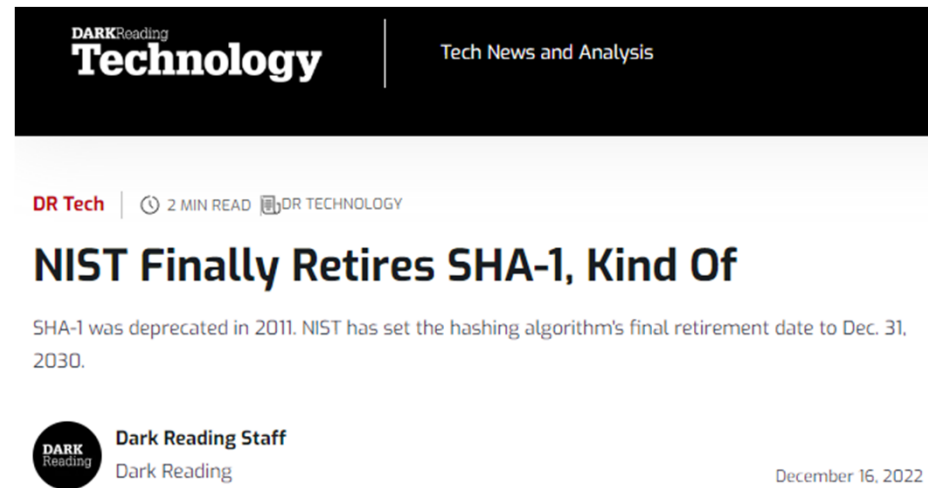 DARKReading
Technology
Tech News and Analysis
DR Tech
2 MIN READ
DR TECHNOLOGY
NIST Finally Retires SHA-1, Kind Of
SHA-1 was deprecated in 2011. NIST has set the hashing algorithm's final retirement date to Dec. 31,
2030.
DARK
Reading
Dark Reading Staff
Dark Reading
December 16, 2022